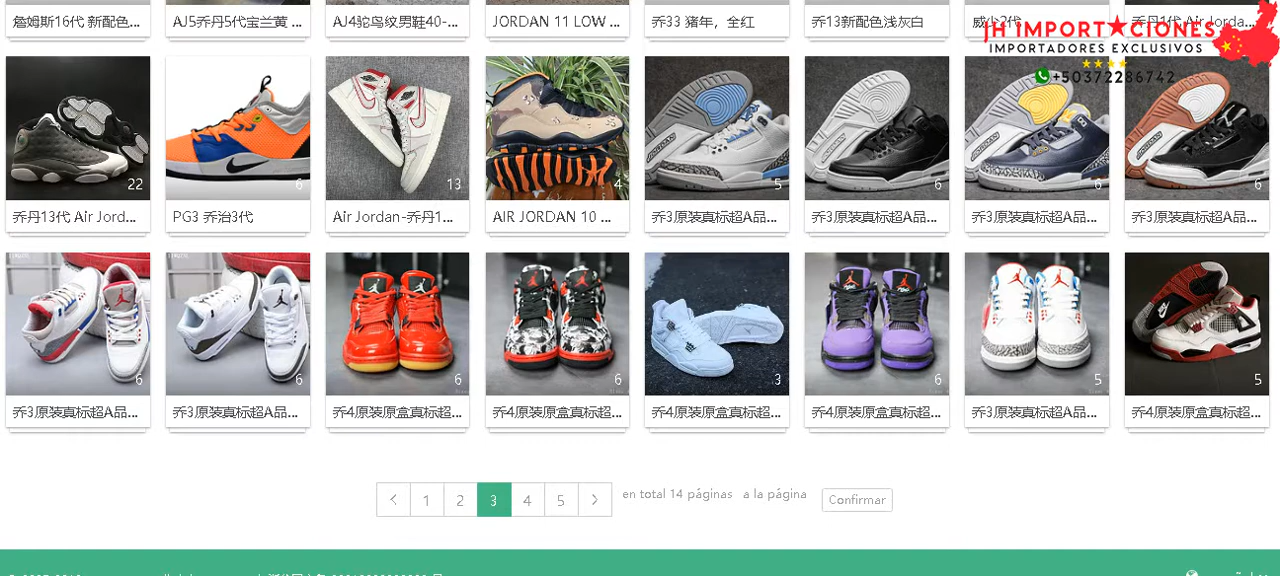 詹姆斯16代 新配色...
AJ5乔丹5代宝兰黄 ...
AJ4鸵鸟纹男鞋40-...
JORDAN 11 LOW ...
乔33 猪年，全红
乔13新配色浅灰白
威少2代
乔丹1代 Air Jorda...
JH IMPORT★CIONES
IMPORTADORES EXCLUSIVOS
+50372286742
22
6
13
4
5
6
6
6
乔丹13代 Air Jord...
PG3 乔治3代
Air Jordan-乔丹1...
AIR JORDAN 10 ...
乔3原装真标超A品...
乔3原装真标超A品...
乔3原装真标超A品...
乔3原装真标超A品...
6
6
6
6
3
6
5
5
乔3原装真标超A品...
乔3原装真标超A品...
乔4原装原盒真标超...
乔4原装原盒真标超...
乔4原装原盒真标超...
乔4原装原盒真标超...
乔3原装真标超A品...
乔4原装原盒真标超...
< 1 2 3 4 5 > en total 14 páginas a la página Confirmar